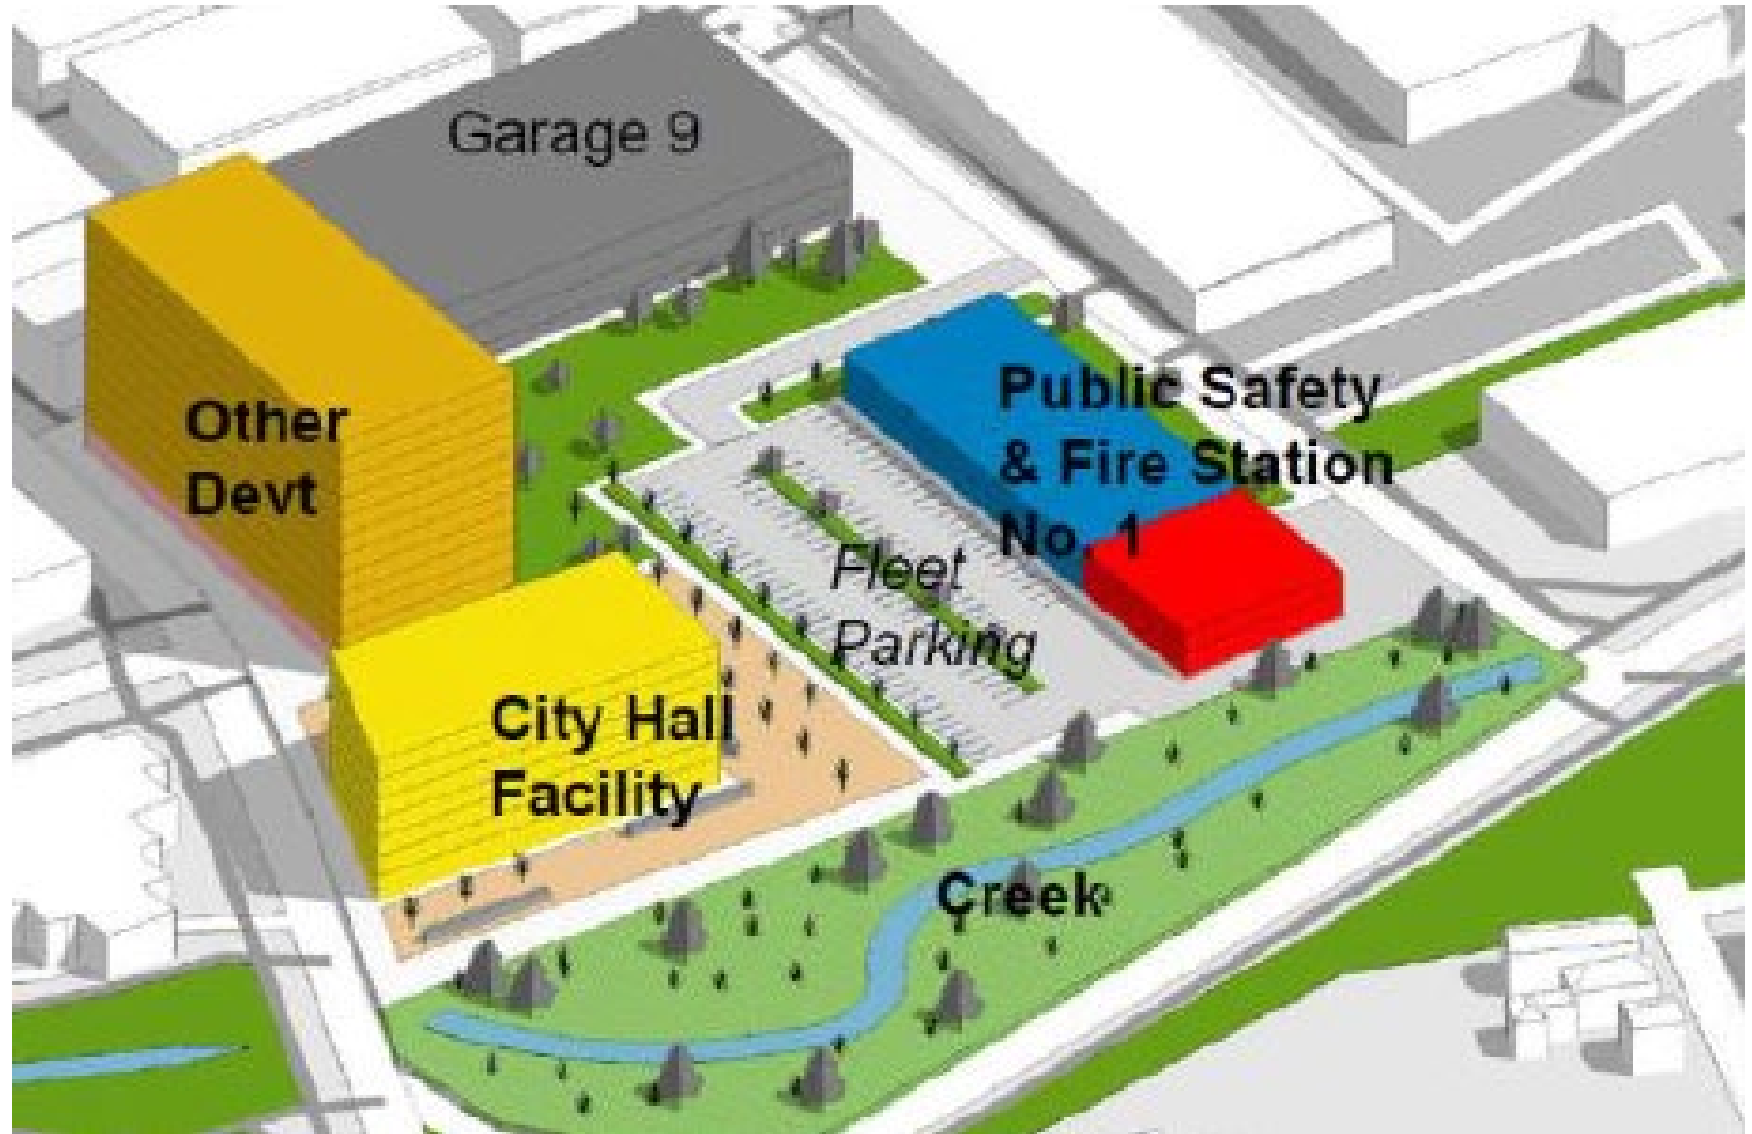 Garage 9
Other
Devt
Public Safety
& Fire Station
No. 1
Fleet
Parking
City Hall
Facility
Creek